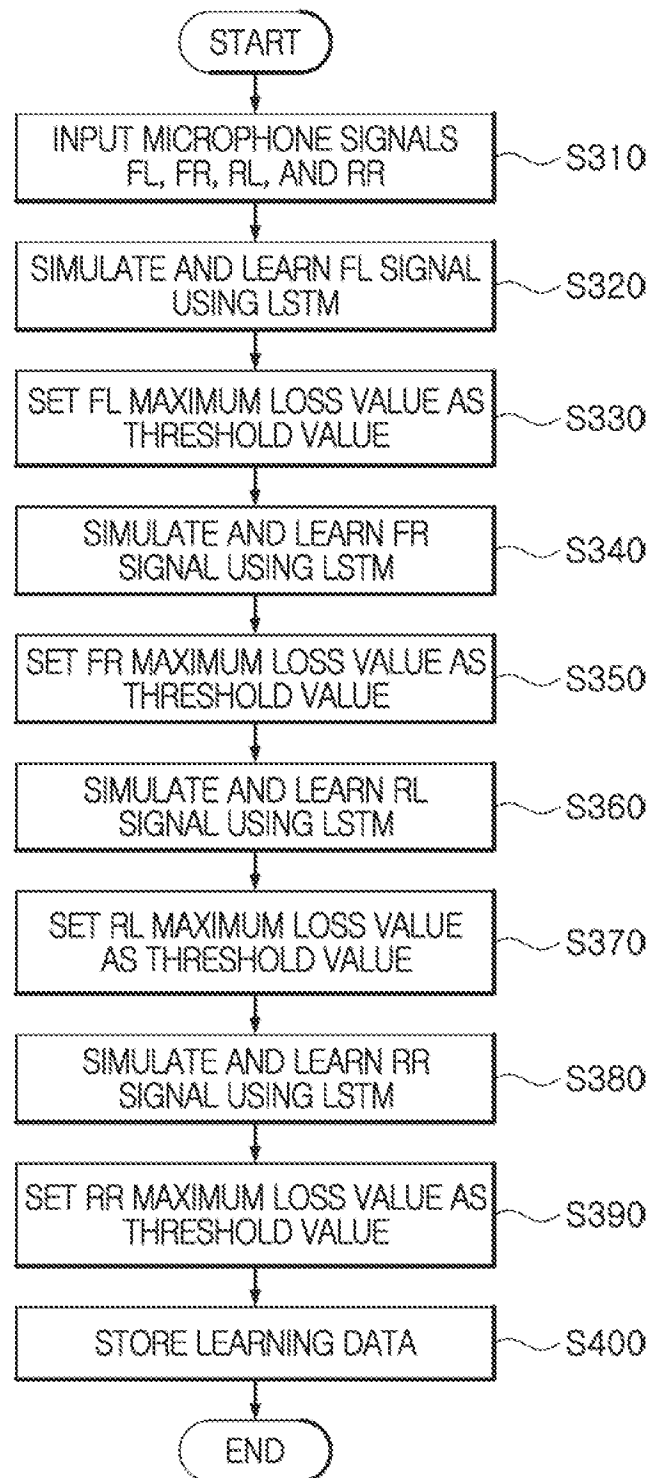 START
INPUT MICROPHONE SIGNALS
FL, FR, RL, AND RR
S310
SIMULATE AND LEARN FL SIGNAL
USING LSTM
S320
SET FL MAXIMUM LOSS VALUE AS
THRESHOLD VALUE
S330
SIMULATE AND LEARN FR
SIGNAL USING LSTM
S340
SET FR MAXIMUM LOSS VALUE AS
THRESHOLD VALUE
S350
SIMULATE AND LEARN RL
SIGNAL USING LSTM
S360
SET RL MAXIMUM LOSS VALUE
AS THRESHOLD VALUE
S370
SIMULATE AND LEARN RR
SIGNAL USING LSTM
S380
SET RR MAXIMUM LOSS VALUE AS
THRESHOLD VALUE
S390
STORE LEARNING DATA
S400
END